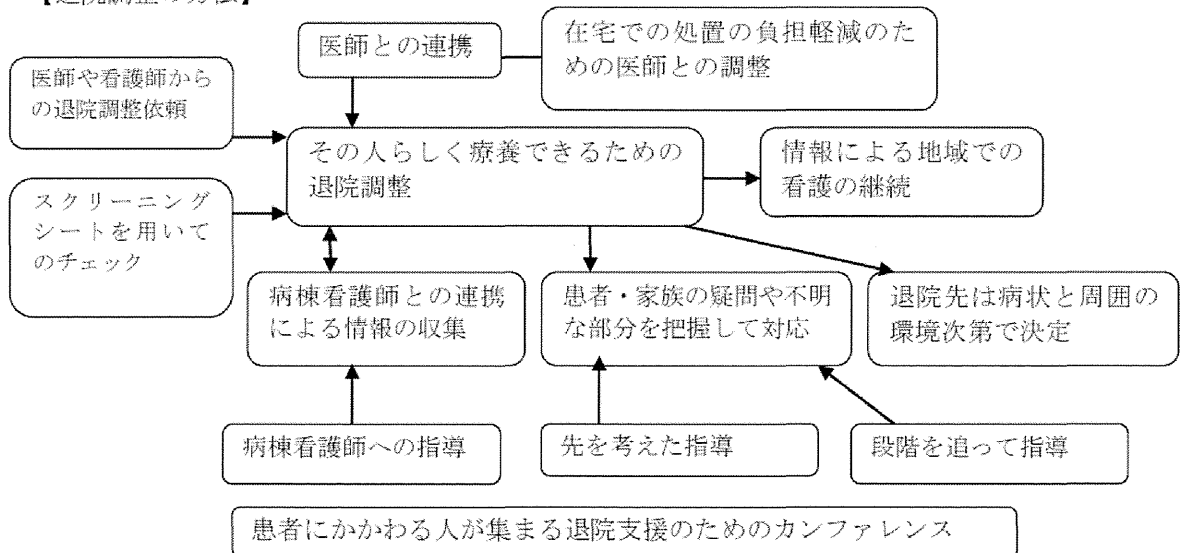 【退院調整の方法】
医師との連携
在宅での処置の負担軽減のた
めの医師との調整
医師や看護師から
の退院調整依頼
その人らしく療養できるための
退院調整
情報による地域での
看護の継続
スクリーニング
シートを用いて
のチェック
病棟看護師との連携
による情報の収集
患者・家族の疑問や不明
な部分を把握して対応
退院先は病状と周囲の
環境次第で決定
病棟看護師への指導
先を考えた指導
段階を追って指導
患者にかかわる人が集まる退院支援のためのカンファレンス